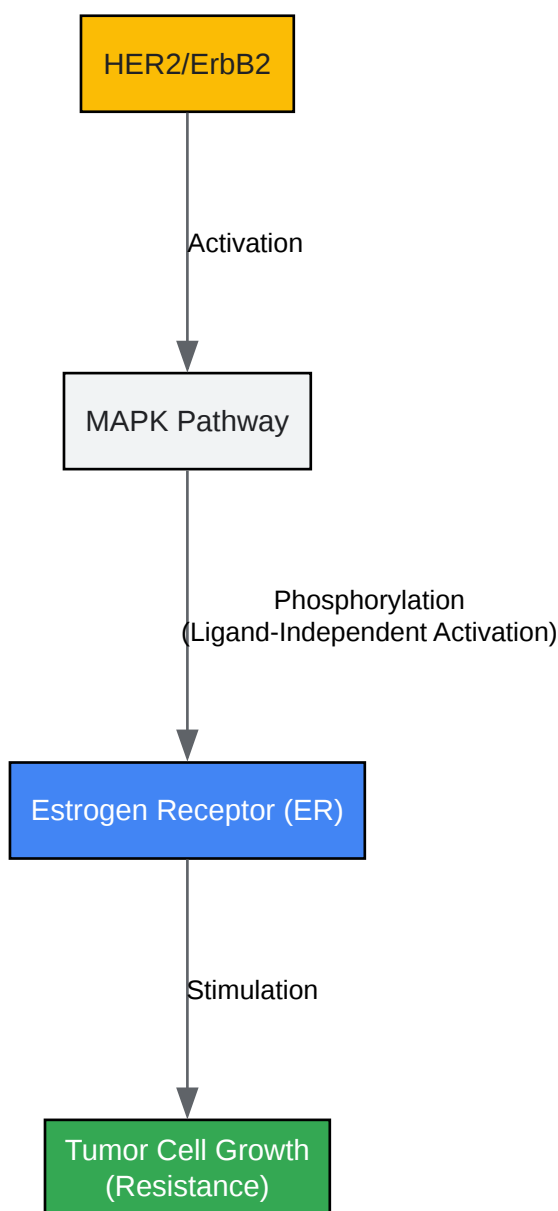 HER2/ErbB2
Activation
MAPK Pathway
Phosphorylation
(Ligand-Independent Activation)
Estrogen Receptor (ER)
Stimulation
Tumor Cell Growth
(Resistance)